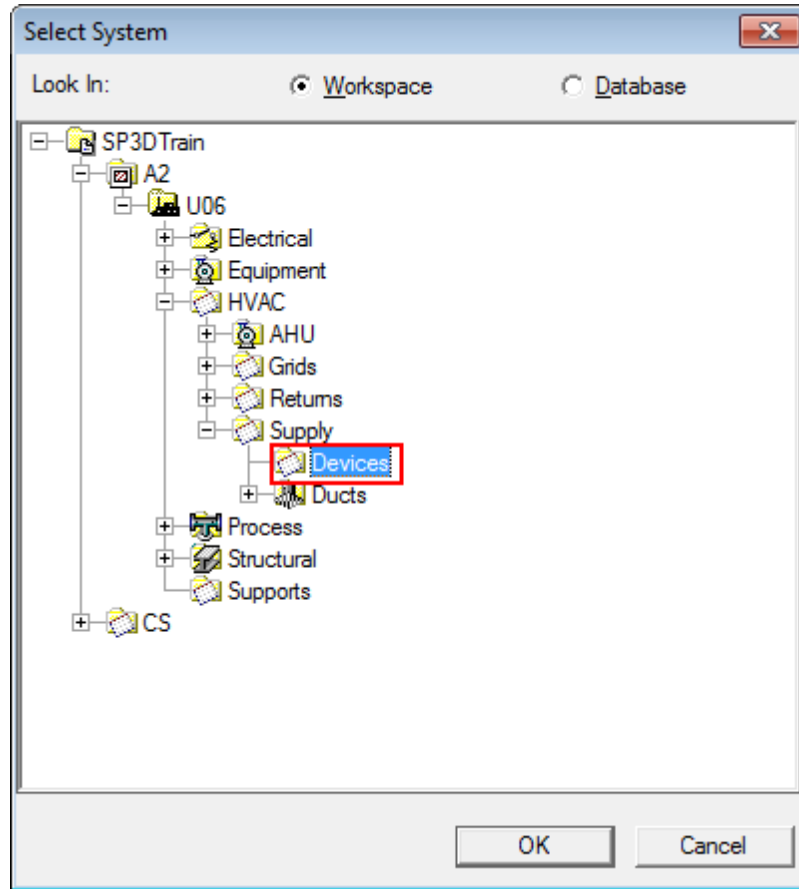 Select System
Look In: Workspace Database
SP3DTrain
A2
U06
Electrical
Equipment
HVAC
AHU
Grids
Returns
Supply
Devices
Ducts
Process
Structural
Supports
CS
OK Cancel